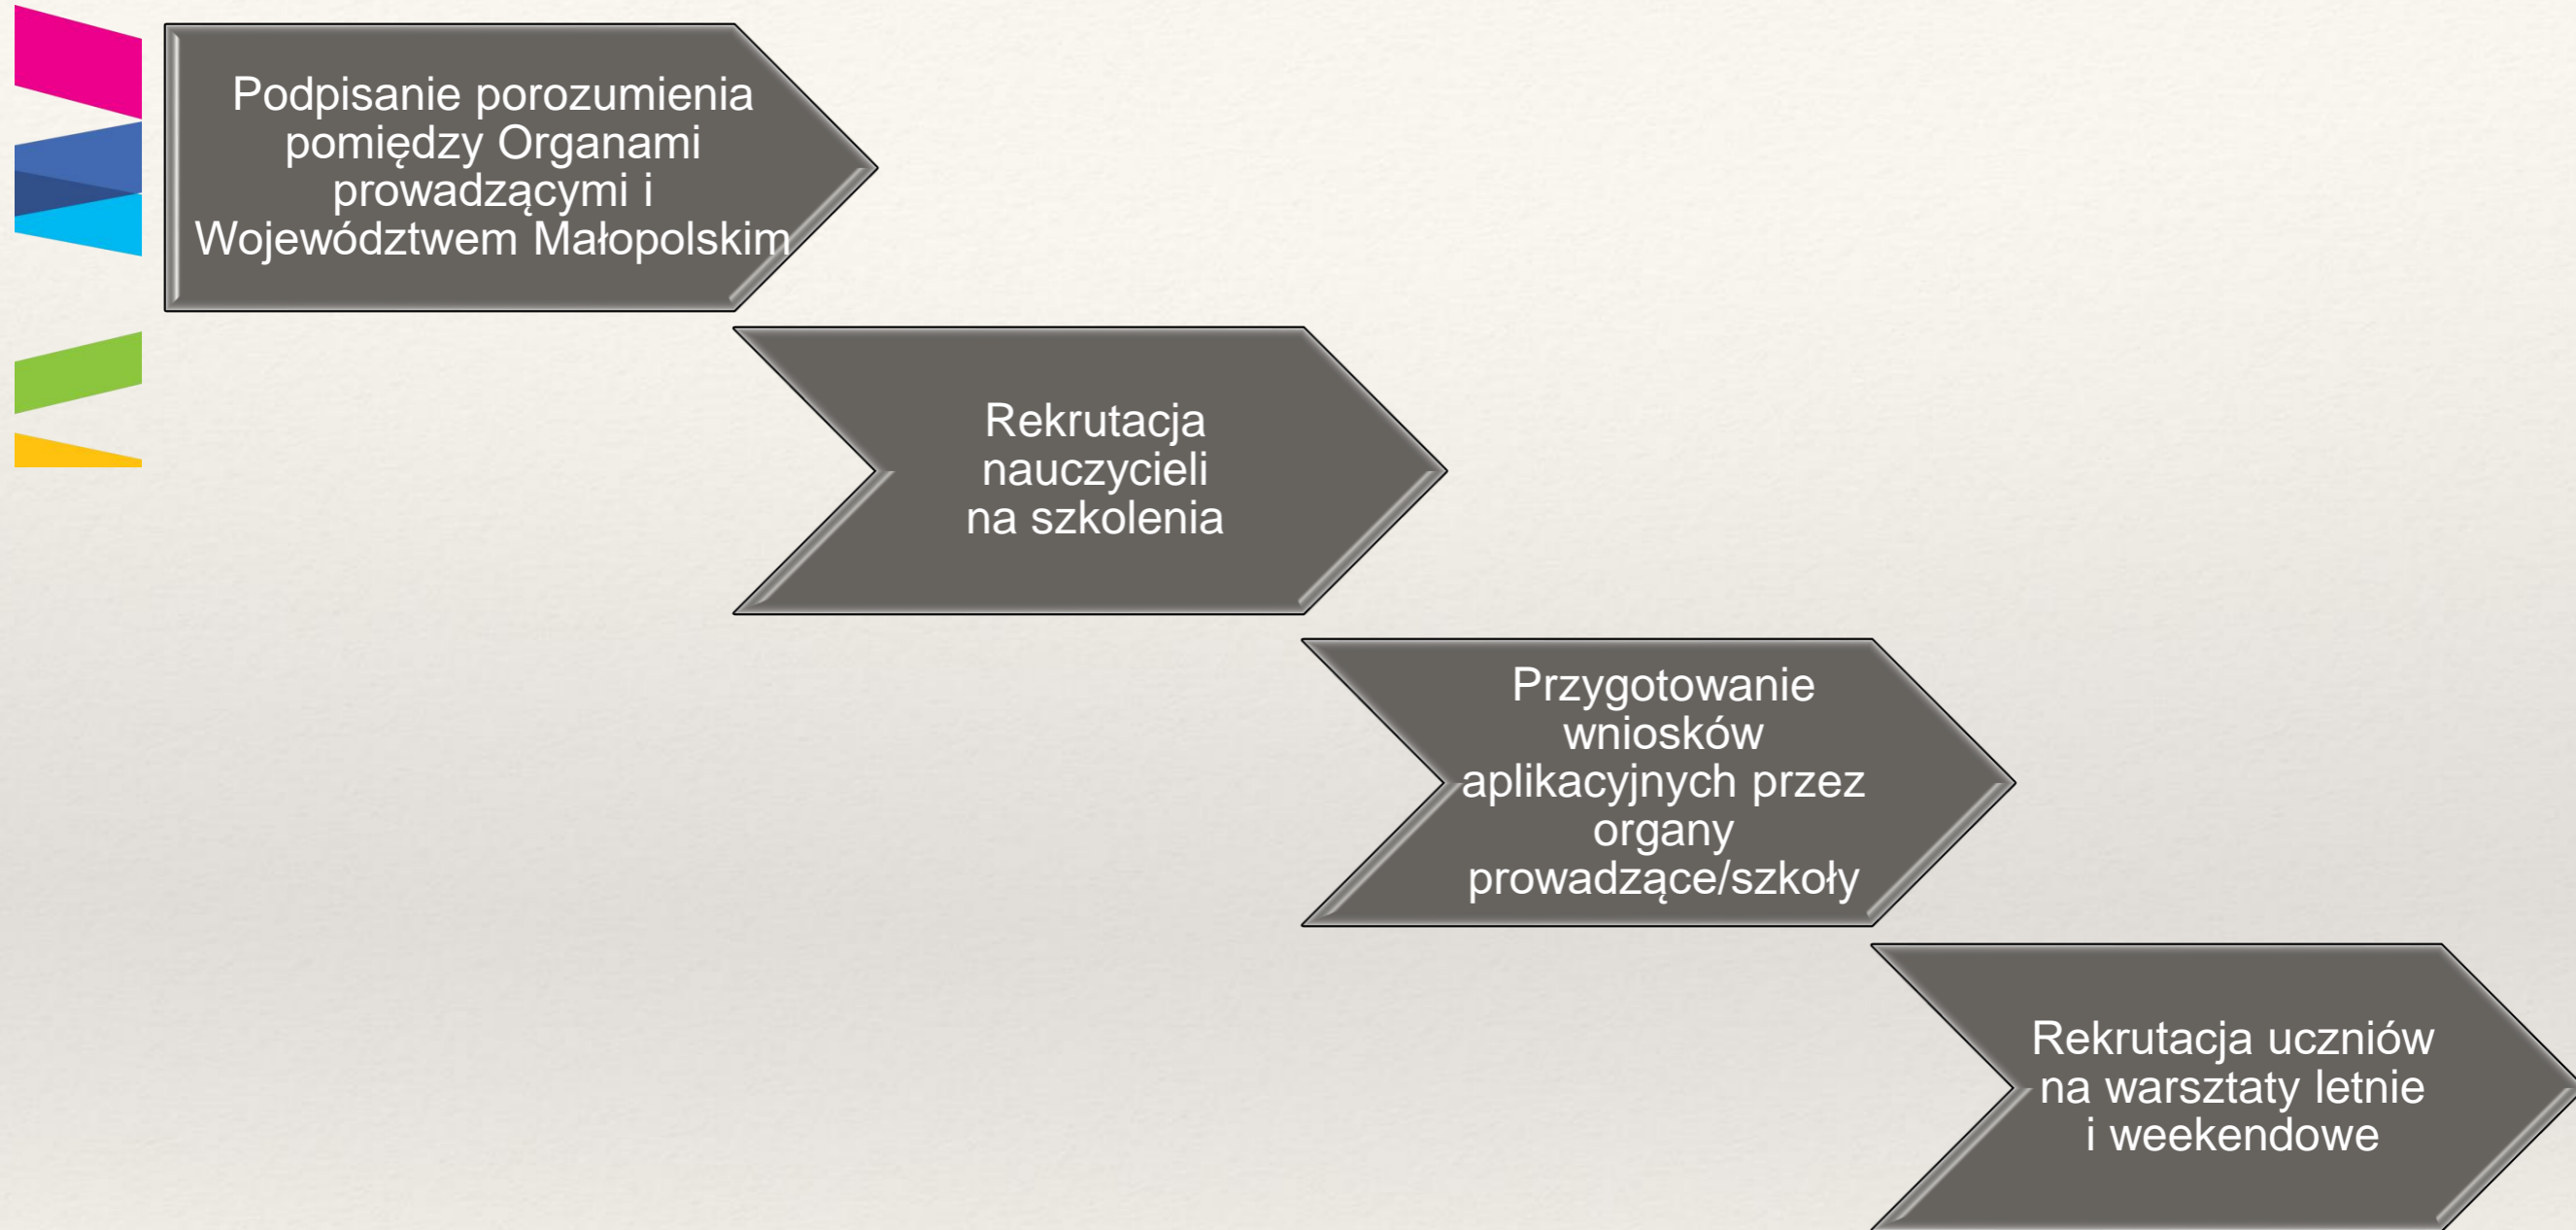 Podpisanie porozumienia
pomiędzy Organami
prowadzącymi i
Województwem Małopolskim
Rekrutacja
nauczycieli
na szkolenia
Przygotowanie
wniosków
aplikacyjnych przez
organy
prowadzące/szkoły
Rekrutacja uczniów
na warsztaty letnie
i weekendowe